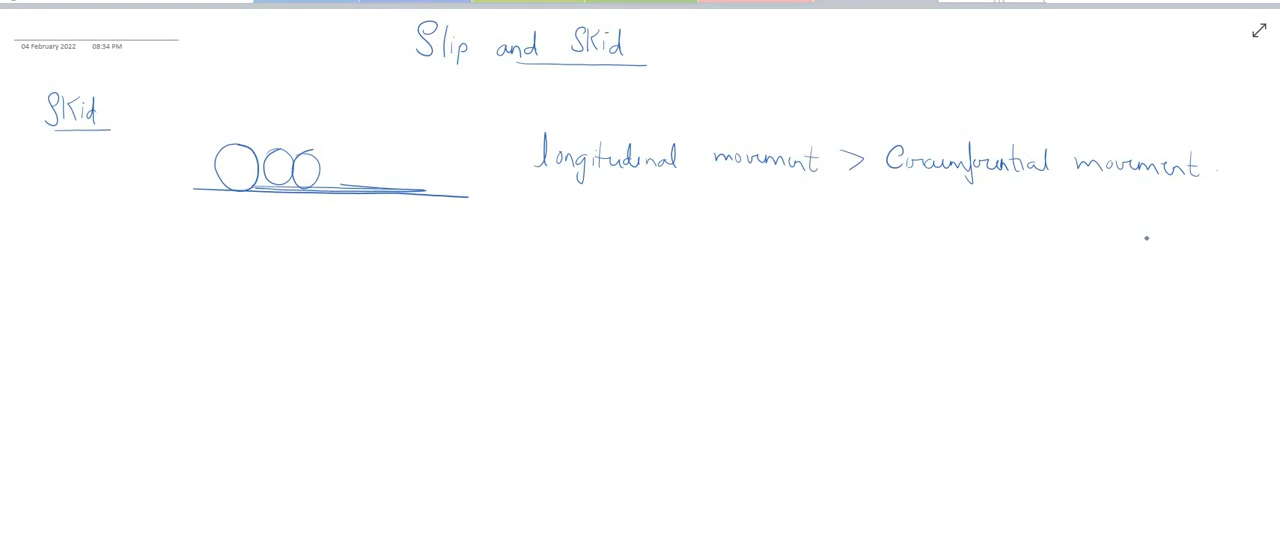 Slip and Skid
04 February 2022 08:34 PM
Skid
longitudinal movement > Circumferential movement.